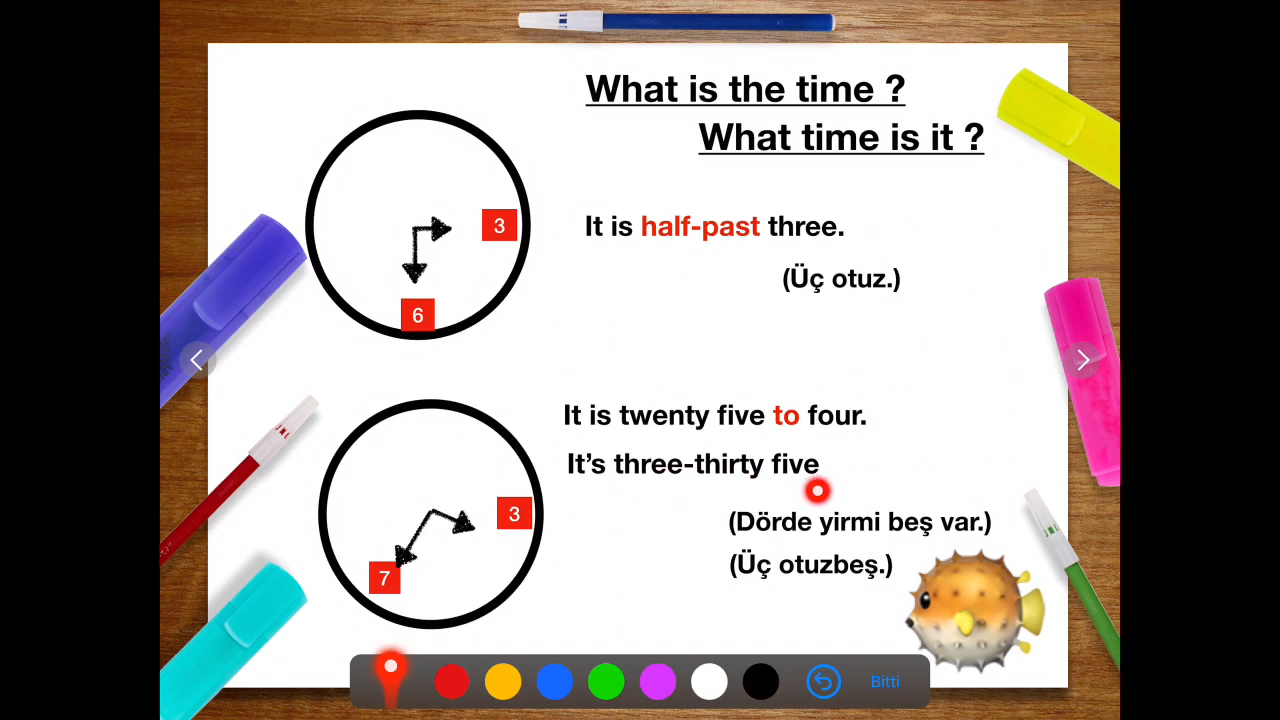 What is the time ?
What time is it ?
3
It is half-past three.
(Üç otuz.)
6
It is twenty five to four.
It’s three-thirty five
3
(Dörde yirmi beş var.)
(Üç otuzbeş.)
7
Bitti